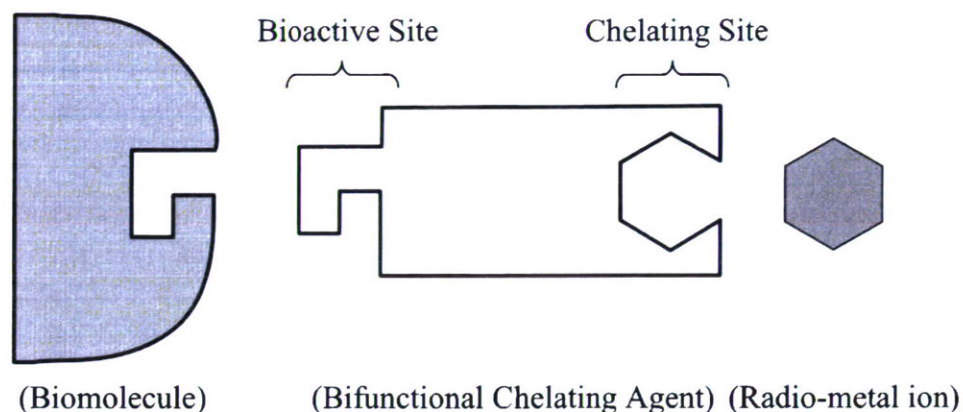 Bioactive Site
Chelating Site
(Biomolecule)
(Bifunctional Chelating Agent)
(Radio-metal ion)